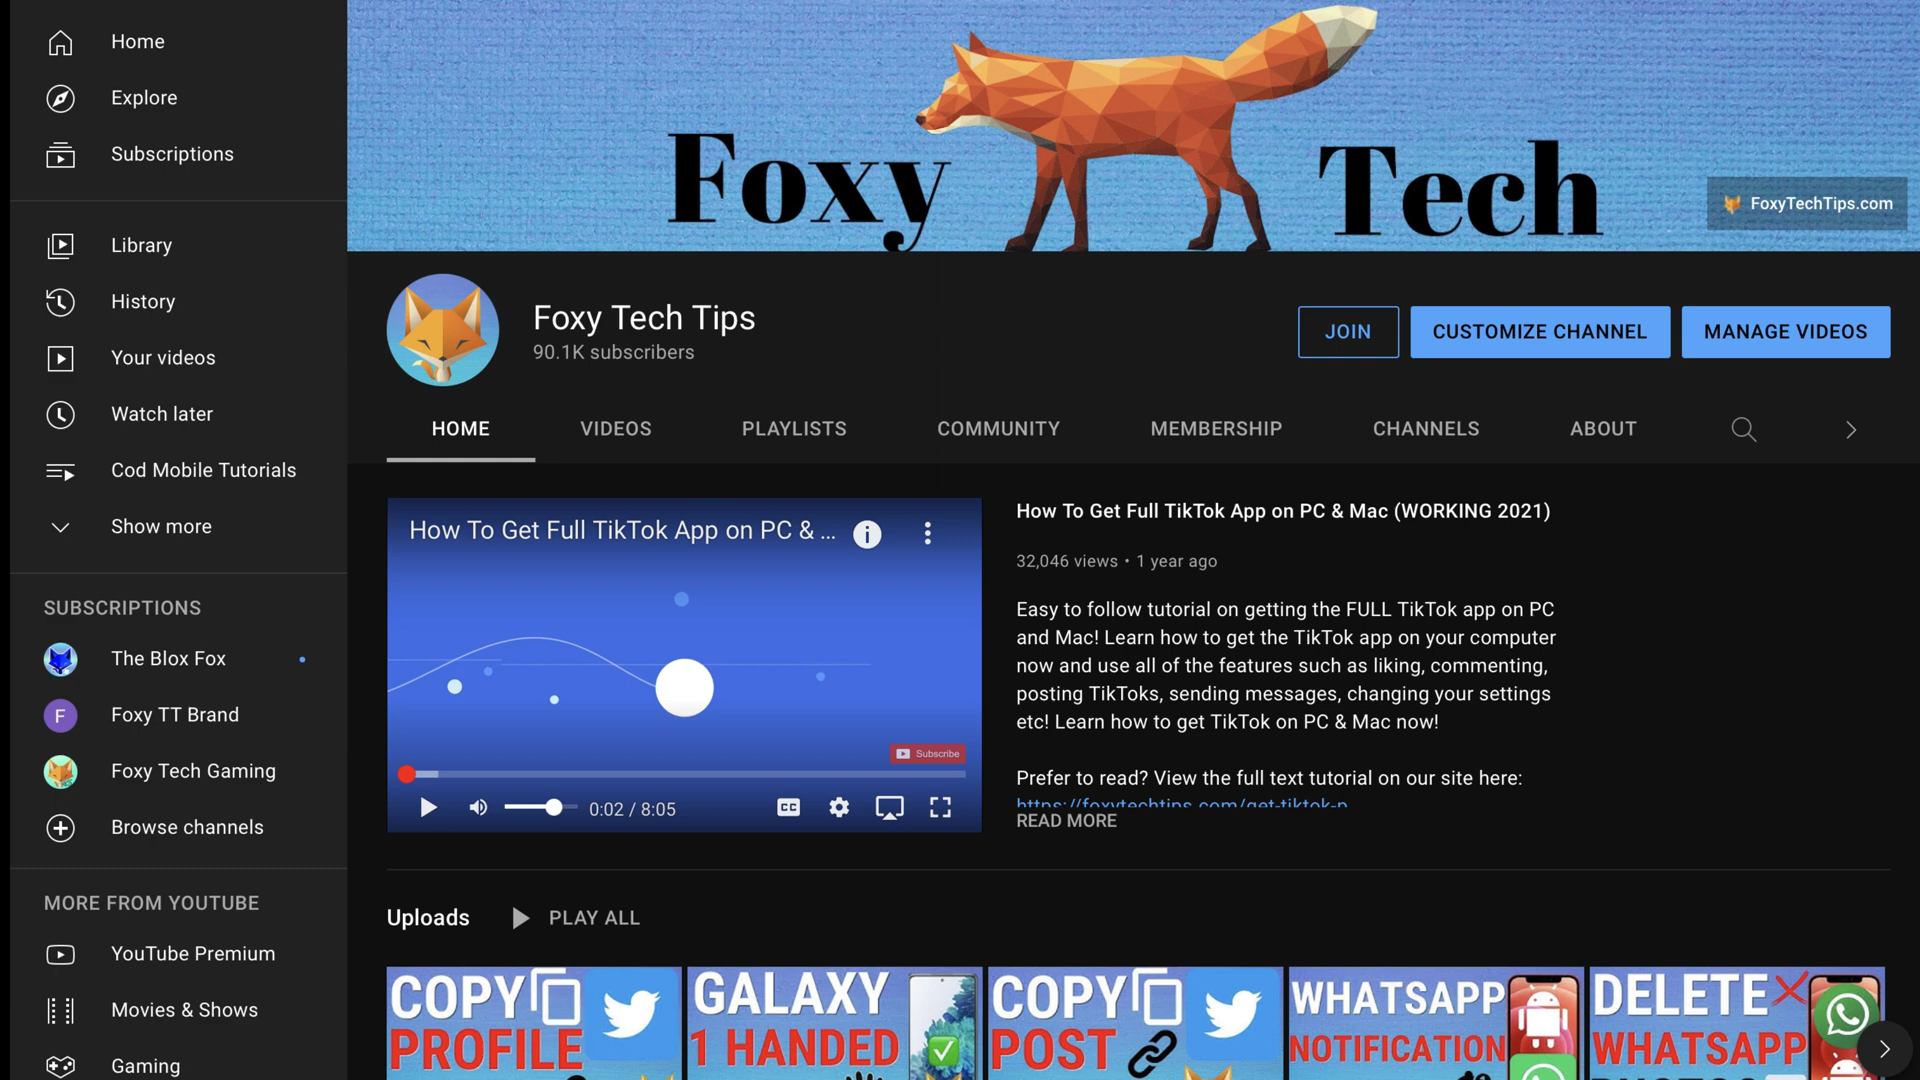 Home
Explore
Subscriptions
Library
History
Your videos
Watch later
Cod Mobile Tutorials
Show more
SUBSCRIPTIONS
The Blox Fox
F
Foxy TT Brand
Foxy Tech Gaming
Browse channels
MORE FROM YOUTUBE
YouTube Premium
Movies & Shows
Gaming
Foxy Tech
FoxyTechTips.com
Foxy Tech Tips
90.1K subscribers
JOIN
CUSTOMIZE CHANNEL
MANAGE VIDEOS
HOME
VIDEOS
PLAYLISTS
COMMUNITY
MEMBERSHIP
CHANNELS
ABOUT
How To Get Full TikTok App on PC & ...
Subscribe
0:02 / 8:05
CC
How To Get Full TikTok App on PC & Mac (WORKING 2021)
32,046 views • 1 year ago
Easy to follow tutorial on getting the FULL TikTok app on PC
and Mac! Learn how to get the TikTok app on your computer
now and use all of the features such as liking, commenting,
posting TikToks, sending messages, changing your settings
etc! Learn how to get TikTok on PC & Mac now!
Prefer to read? View the full text tutorial on our site here:
https://foxytechtips.com/get-tiktok-p
READ MORE
Uploads
PLAY ALL
COPY
PROFILE
GALAXY
1 HANDED
COPY
POST
WHATSAPP
NOTIFICATION
DELETE
WHATSAPP